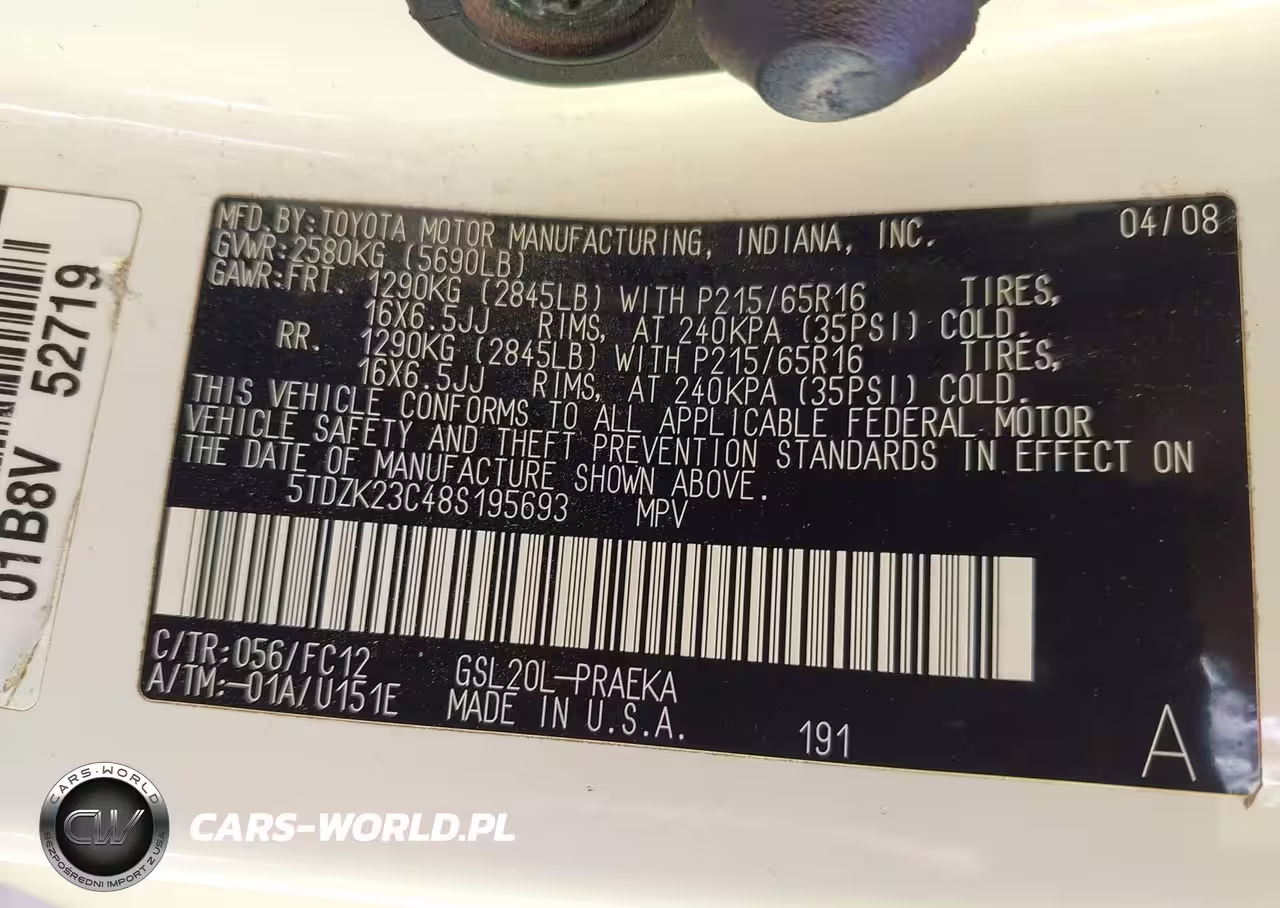 MFD.BY:TOYOTA MOTOR MANUFACTURING, INDIANA, INC. 04/08
GVWR:2580KG (5690LB)
GAWR:FRT. 1290KG (2845LB) WITH P215/65R16 TIRES,
16X6.5JJ RIMS, AT 240KPA (35PSI) COLD.
RR. 1290KG (2845LB) WITH P215/65R16 TIRES,
16X6.5JJ RIMS, AT 240KPA (35PSI) COLD.
THIS VEHICLE CONFORMS TO ALL APPLICABLE FEDERAL MOTOR
VEHICLE SAFETY AND THEFT PREVENTION STANDARDS IN EFFECT ON
THE DATE OF MANUFACTURE SHOWN ABOVE.
5TDZK23C48S195693 MPV
C/TR:056/FC12 GSL20L-PRAEKA
A/TM:-01A/U151E MADE IN U.S.A. 191 A
01B8V 52719
CARS-WORLD
CW
BEZPOŚREDNI IMPORT Z USA
CARS-WORLD.PL